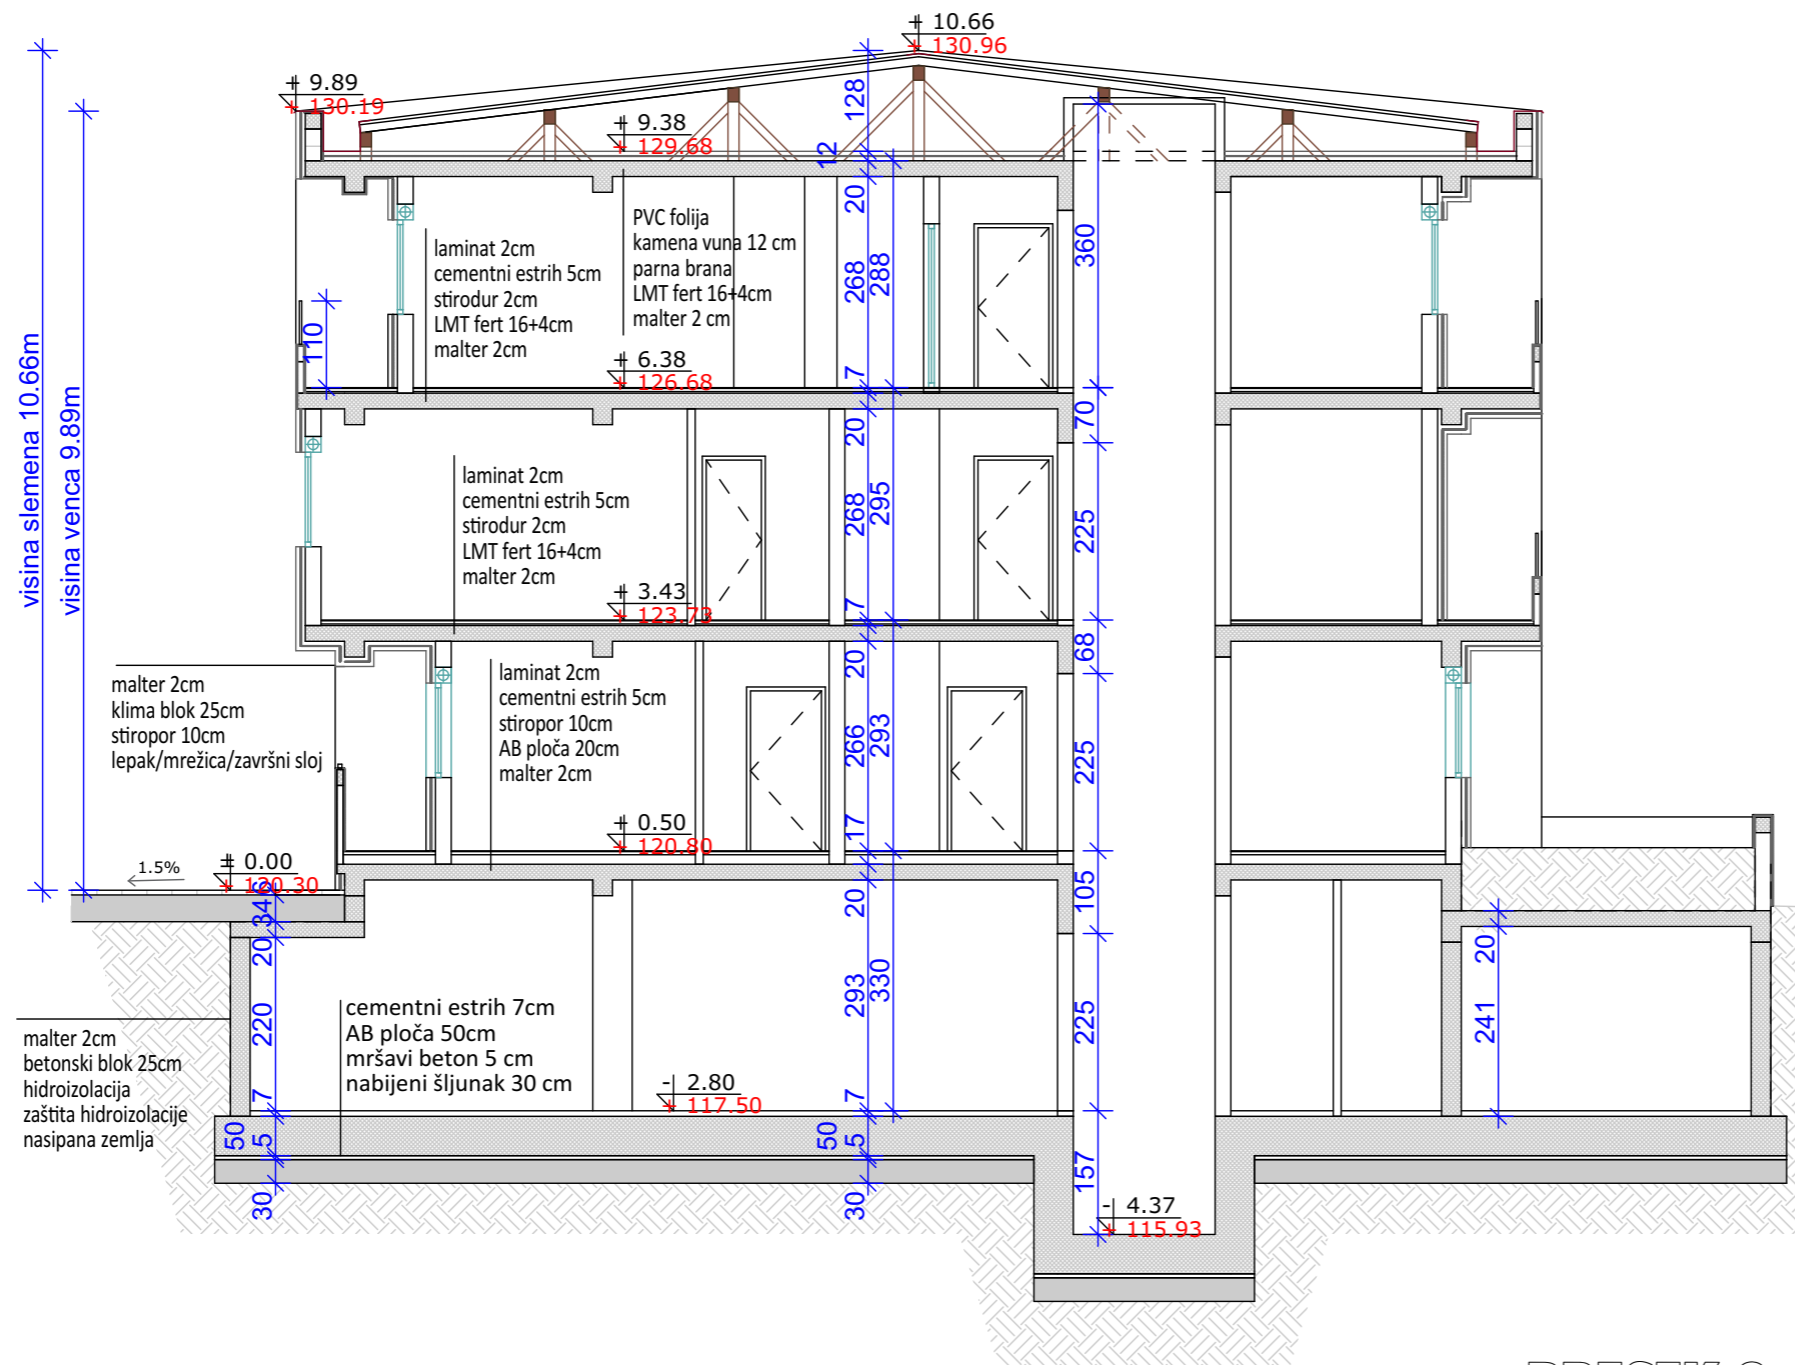 + 10.66
130.96
+ 9.89
130.19
+ 9.38
129.68
128
12
20
PVC folija
kamena vuna 12 cm
parna brana
LMT fert 16+4cm
malter 2 cm
laminat 2cm
cementni estrih 5cm
stirodur 2cm
LMT fert 16+4cm
malter 2cm
360
268
288
110
+ 6.38
126.68
7
visina slemena 10.66m
visina venca 9.89m
70
20
laminat 2cm
cementni estrih 5cm
stirodur 2cm
LMT fert 16+4cm
malter 2cm
268
295
225
+ 3.43
123.73
7
68
20
malter 2cm
klima blok 25cm
stiropor 10cm
lepak/mrežica/završni sloj
laminat 2cm
cementni estrih 5cm
stiropor 10cm
AB ploča 20cm
malter 2cm
266
293
225
+ 0.50
120.80
17
1.5%
± 0.00
120.30
34 6
20
105
20
20
293
330
220
225
241
cementni estrih 7cm
AB ploča 50cm
mršavi beton 5 cm
nabijeni šljunak 30 cm
malter 2cm
betonski blok 25cm
hidroizolacija
zaštita hidroizolacije
nasipana zemlja
- 2.80
117.50
7
7
50
5
50
5
157
30
30
- 4.37
115.93